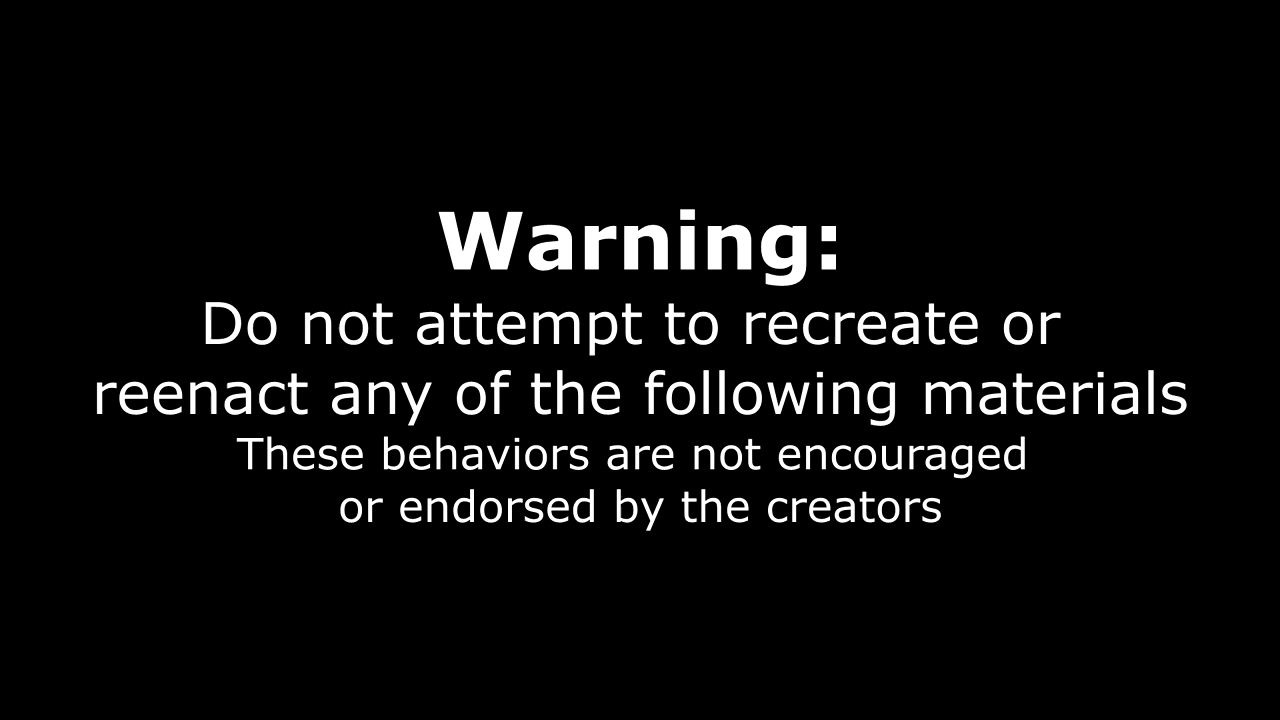 Warning:
Do not attempt to recreate or
reenact any of the following materials
These behaviors are not encouraged
or endorsed by the creators